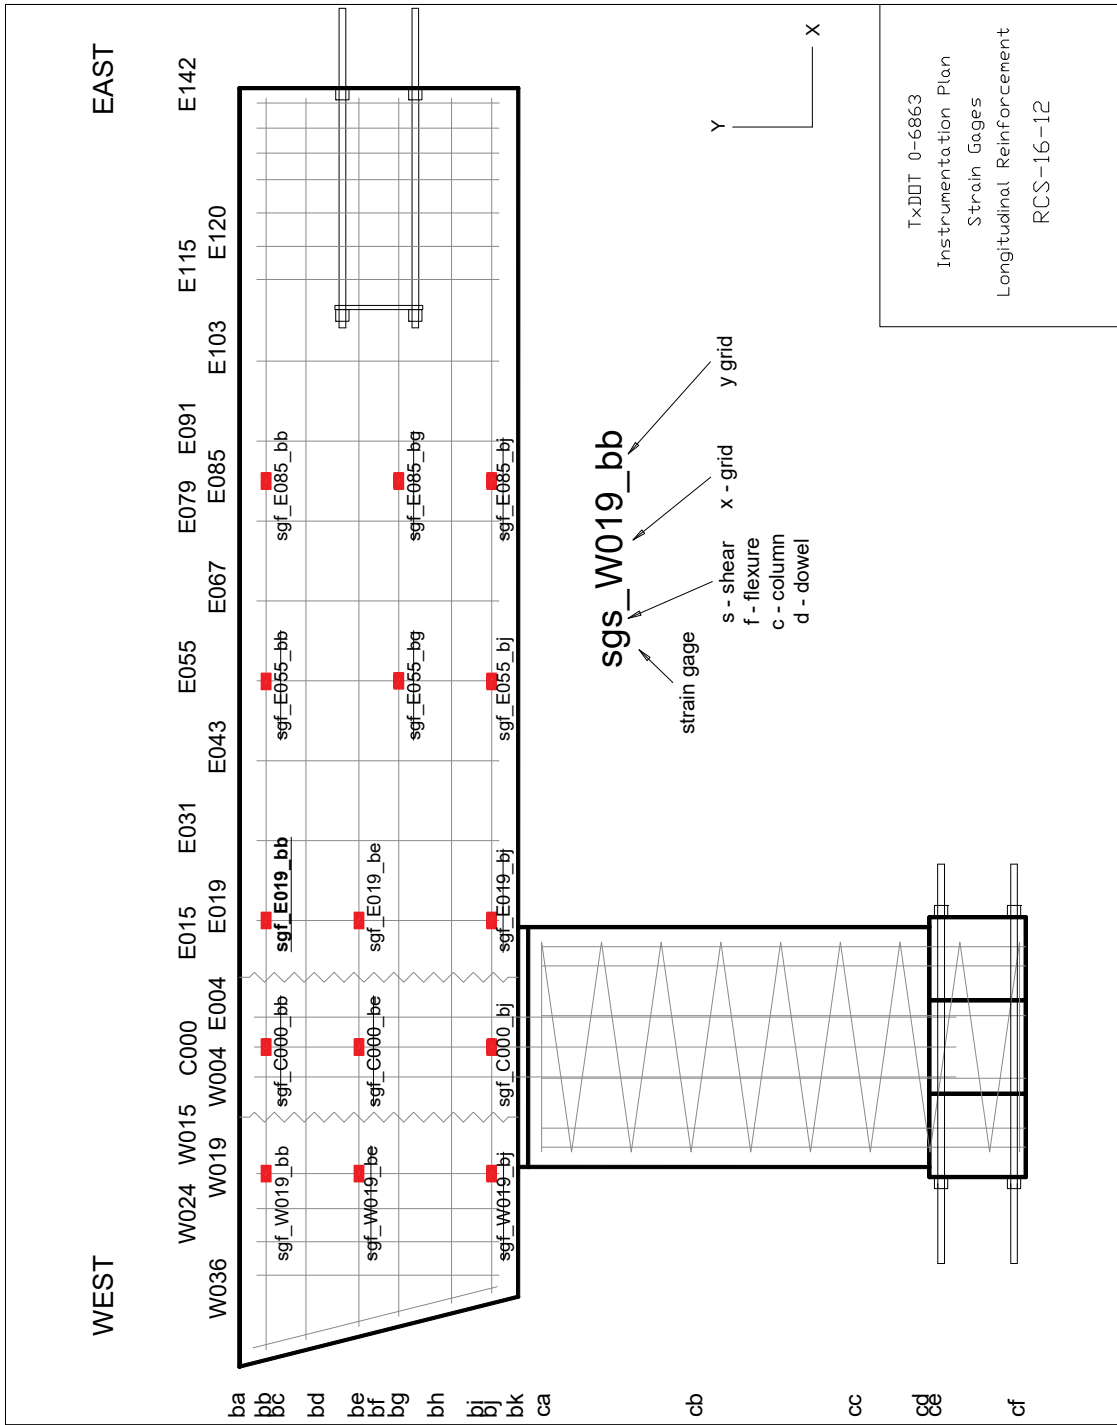 WEST EAST
W024 W015 C000 E015 E031 E055 E079 E091 E115 E142
W036 W019 W004 E004 E019 E043 E067 E085 E103 E120
ba
bb
bc
bd
be
bf
bg
bh
bi
bj
bk
ca
cb
cc
cd
ce
cf
sgf_W019_bb sgf_C000_bb sgf_E019_bb sgf_E055_bb sgf_E085_bb
sgf_W019_be sgf_C000_be sgf_E019_be
sgf_E055_bg sgf_E085_bg
sgf_W019_bj sgf_C000_bj sgf_E019_bj sgf_E055_bj sgf_E085_bj
sgs_W019_bb
strain gage
s - shear
f - flexure
c - column
d - dowel
x - grid
y grid
Y
X
TxDOT 0-6863
Instrumentation Plan
Strain Gages
Longitudinal Reinforcement
RCS-16-12